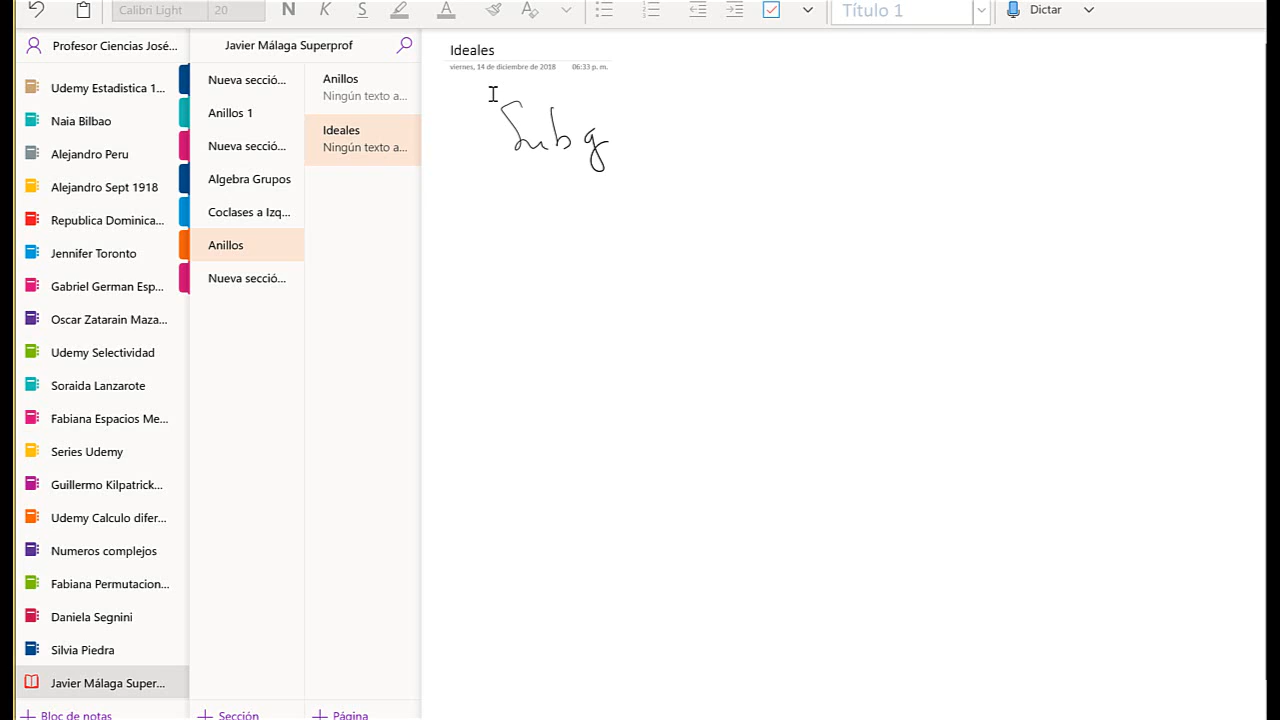 Calibri Light 20 N K S A Título 1 Dictar
Profesor Ciencias José...
Udemy Estadistica 1...
Naia Bilbao
Alejandro Peru
Alejandro Sept 1918
Republica Dominica...
Jennifer Toronto
Gabriel German Esp...
Oscar Zatarain Maza...
Udemy Selectividad
Soraida Lanzarote
Fabiana Espacios Me...
Series Udemy
Guillermo Kilpatrick...
Udemy Calculo difer...
Numeros complejos
Fabiana Permutacion...
Daniela Segnini
Silvia Piedra
Javier Málaga Super...
Bloc de notas
Javier Málaga Superprof
Nueva secció...
Anillos 1
Nueva secció...
Algebra Grupos
Coclases a Izq...
Anillos
Nueva secció...
Sección
Anillos
Ningún texto a...
Ideales
Ningún texto a...
Página
Ideales
viernes, 14 de diciembre de 2018 06:33 p. m.
Subg